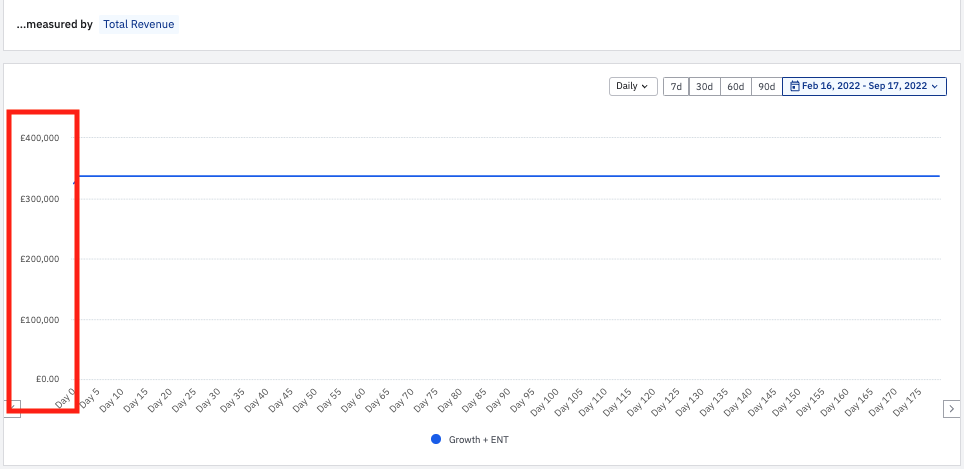 ...measured by Total Revenue
Daily 7d 30d 60d 90d Feb 16, 2022 - Sep 17, 2022
£400,000
£300,000
£200,000
£100,000
£0.00
Day 0 Day 5 Day 10 Day 15 Day 20 Day 25 Day 30 Day 35 Day 40 Day 45 Day 50 Day 55 Day 60 Day 65 Day 70 Day 75 Day 80 Day 85 Day 90 Day 95 Day 100 Day 105 Day 110 Day 115 Day 120 Day 125 Day 130 Day 135 Day 140 Day 145 Day 150 Day 155 Day 160 Day 165 Day 170 Day 175
Growth + ENT